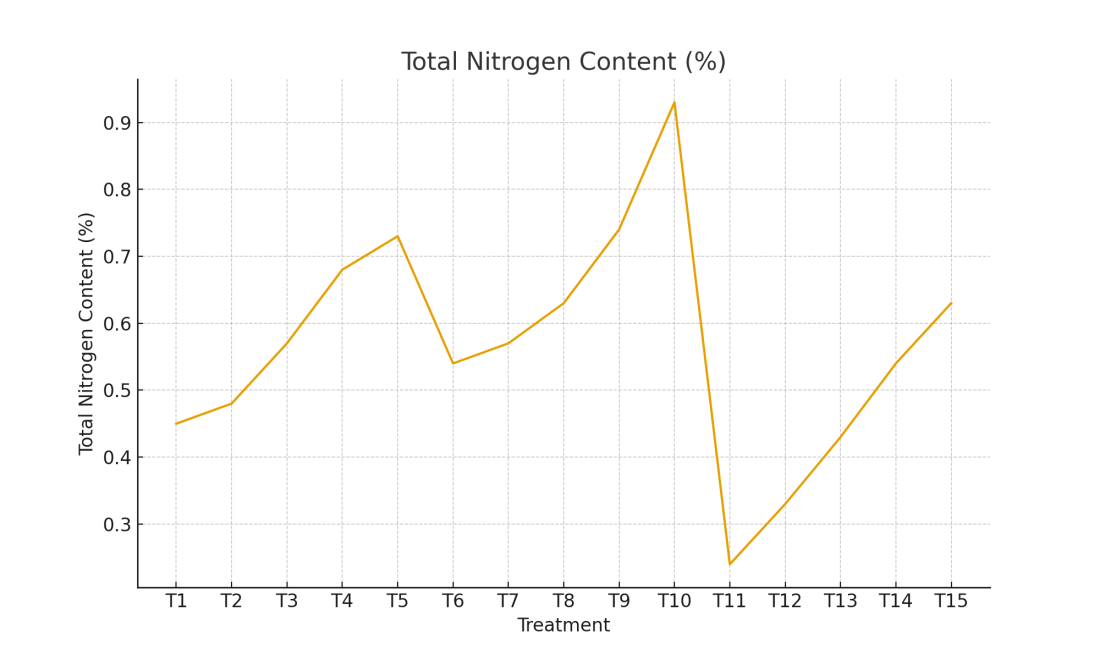 Total Nitrogen Content (%)
Total Nitrogen Content (%)
0.9
0.8
0.7
0.6
0.5
0.4
0.3
T1 T2 T3 T4 T5 T6 T7 T8 T9 T10 T11 T12 T13 T14 T15
Treatment